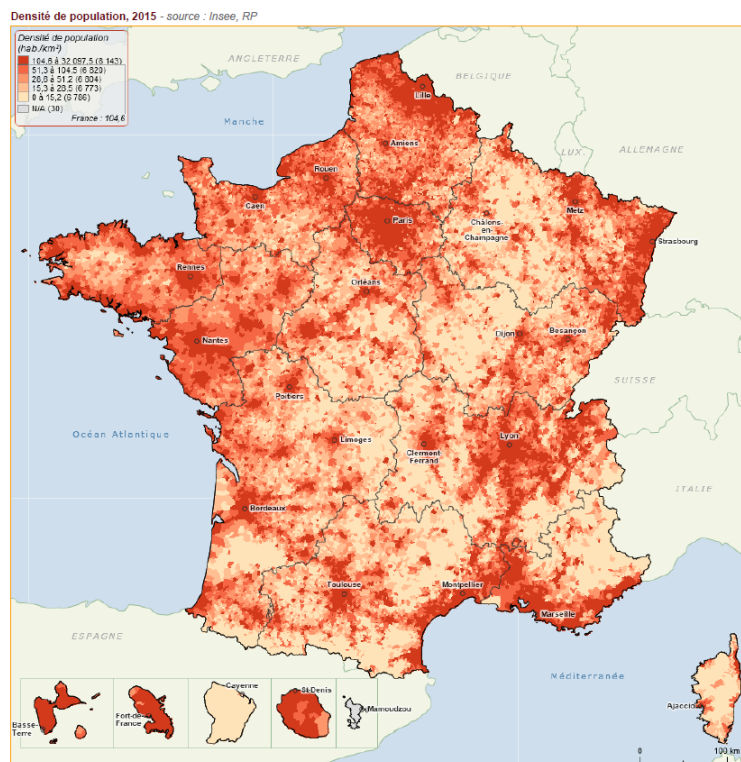 Densité de population, 2015 - source : Insee, RP
Densité de population
(hab./km²)
104,6 à 32 097,5 (8 143)
51,3 à 104,5 (6 820)
28,6 à 51,2 (6 804)
15,3 à 28,5 (6 773)
0 à 15,2 (6 786)
N/A (30)
France : 104,6
ANGLETERRE
BELGIQUE
Lille
Manche
Amiens
LUX.
ALLEMAGNE
Rouen
Caen
Metz
Paris
Châlons-
en-
Champagne
Strasbourg
Rennes
Orléans
Nantes
Dijon
Besançon
SUISSE
Poitiers
Océan Atlantique
Limoges
Clermont-
Ferrand
Lyon
ITALIE
Bordeaux
Toulouse
Montpellier
Marseille
ESPAGNE
Méditerranée
Cayenne
St-Denis
Ajaccio
Mamoudzou
Fort-de-
France
Basse-
Terre
0 100 km